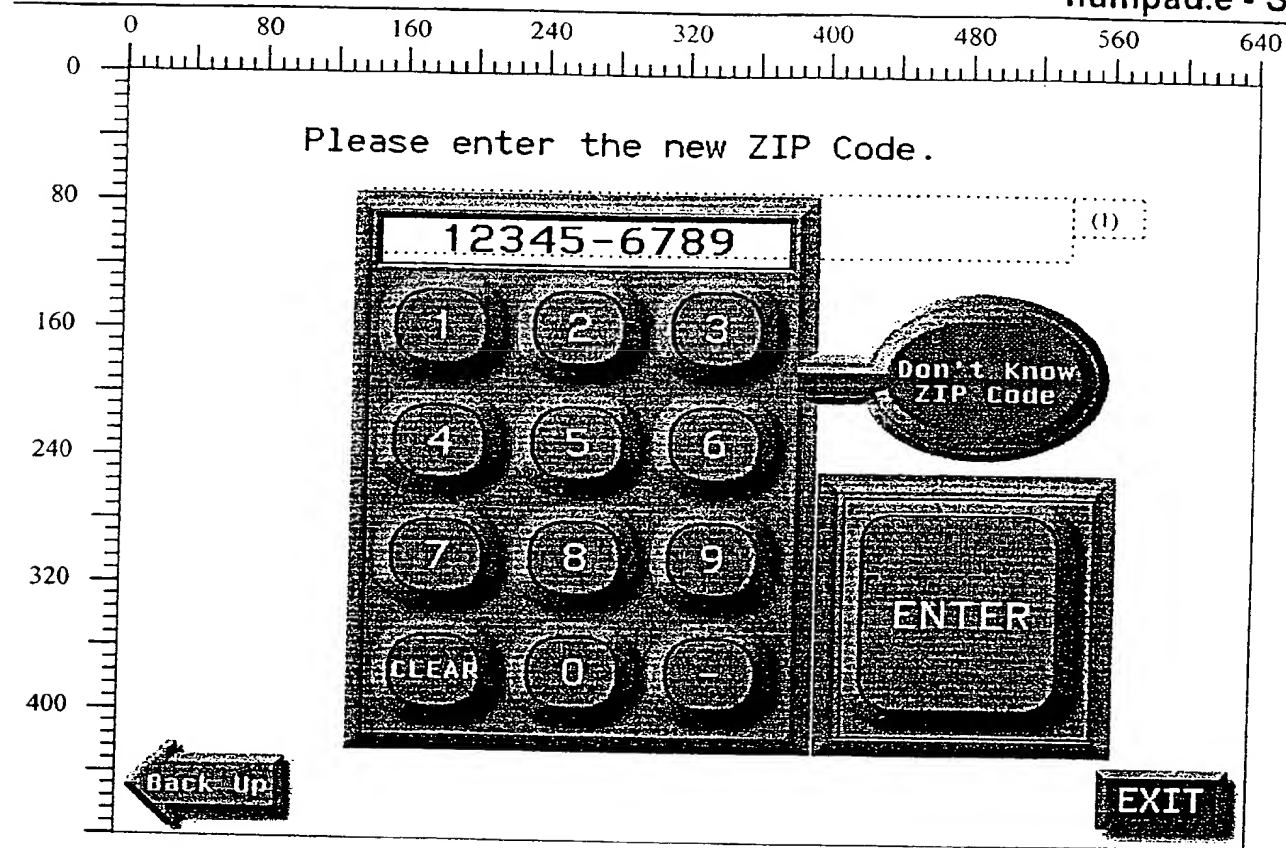 numpad.e - S
0 80 160 240 320 400 480 560 640
0
Please enter the new ZIP Code.
80
(1)
12345-6789
1 2 3
160
Don't Know
ZIP Code
4 5 6
240
7 8 9
320
ENTER
CLEAR 0 -
400
Back Up
EXIT